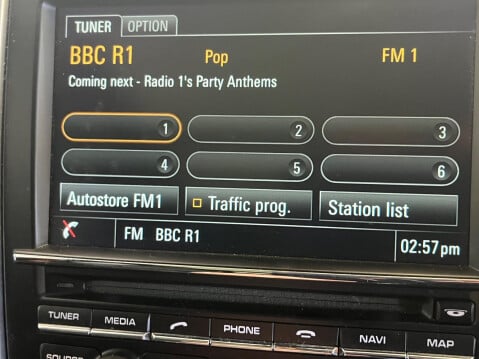 TUNER OPTION
BBC R1 Pop FM 1
Coming next - Radio 1's Party Anthems
1 2 3
4 5 6
Autostore FM1 Traffic prog. Station list
FM BBC R1 02:57pm
TUNER MEDIA PHONE NAVI MAP
SOURCE